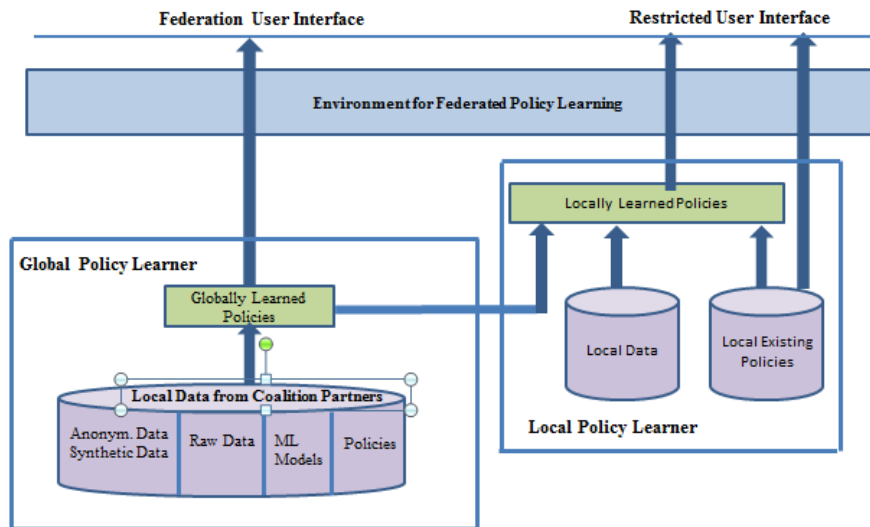 Federation User Interface
Restricted User Interface
Environment for Federated Policy Learning
Locally Learned Policies
Global Policy Learner
Globally Learned
Policies
Local Data
Local Existing
Policies
Local Data from Coalition Partners
Anonym. Data
Synthetic Data
Raw Data
ML
Models
Policies
Local Policy Learner